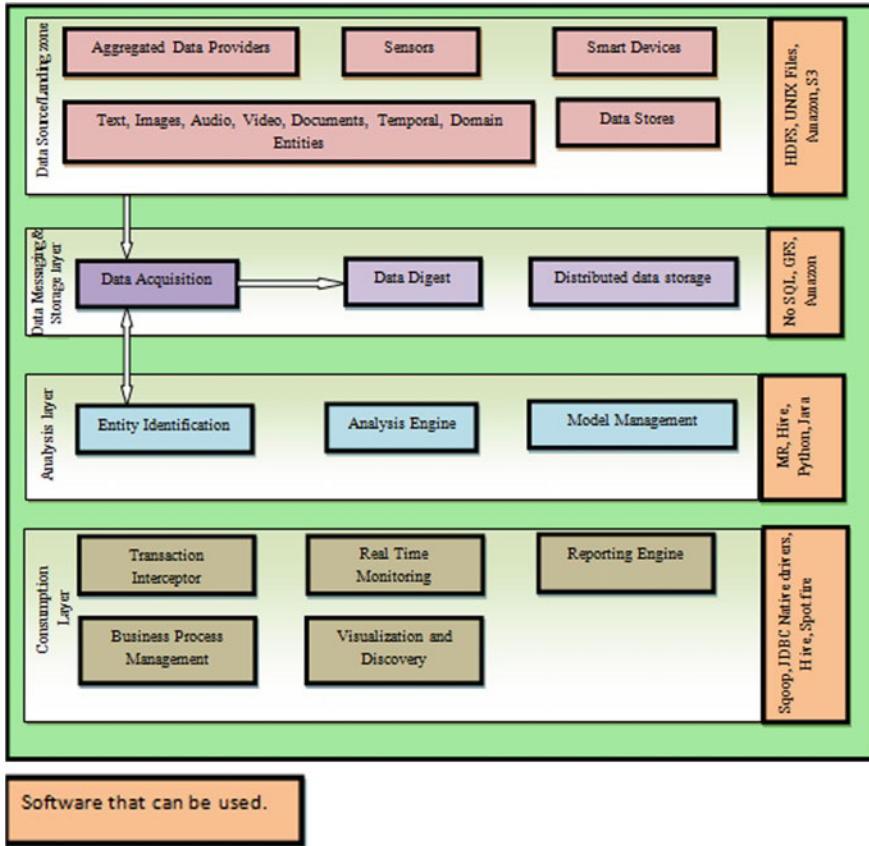 Data Source/Landing zone
Aggregated Data Providers
Sensors
Smart Devices
Text, Images, Audio, Video, Documents, Temporal, Domain
Entities
Data Stores
HDFS, UNIX Files,
Amazon, S3
Data Messaging &
Storage layer
Data Acquisition
Data Digest
Distributed data storage
No SQL, GFS,
Amazon
Analysis layer
Entity Identification
Analysis Engine
Model Management
MR, Hive,
Python, Java
Consumption
Layer
Transaction
Interceptor
Real Time
Monitoring
Reporting Engine
Business Process
Management
Visualization and
Discovery
Sqoop, JDBC Native drivers,
Hive, Spotfire
Software that can be used.